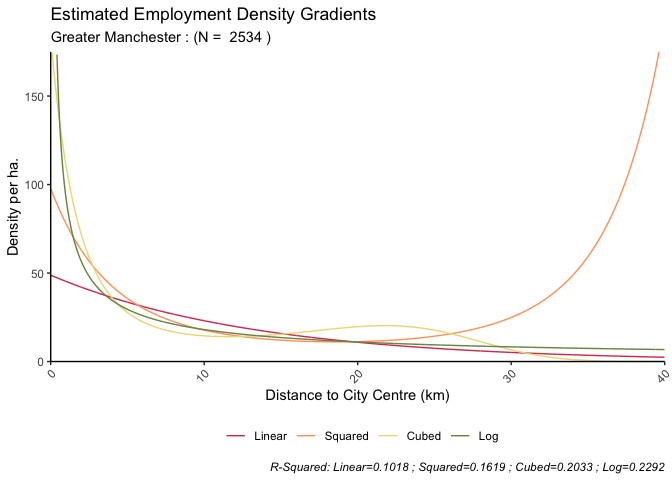 Estimated Employment Density Gradients
Greater Manchester : (N =  2534 )
Density per ha.
150
100
50
0
0 10 20 30 40
Distance to City Centre (km)
Linear Squared Cubed Log
R-Squared: Linear=0.1018 ; Squared=0.1619 ; Cubed=0.2033 ; Log=0.2292